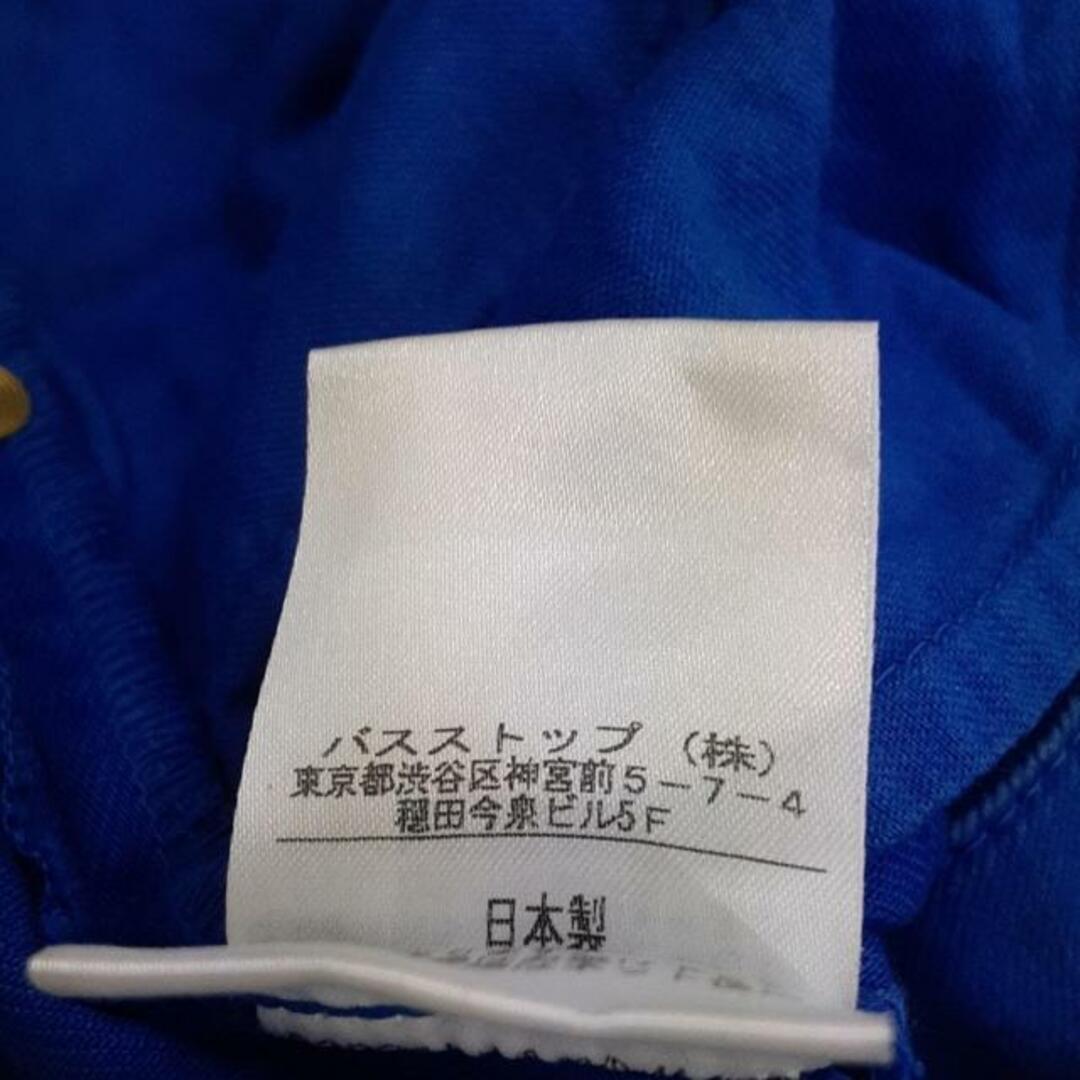 バスストップ（株）
東京都渋谷区神宮前５－７－４
穏田今泉ビル5F
日本製